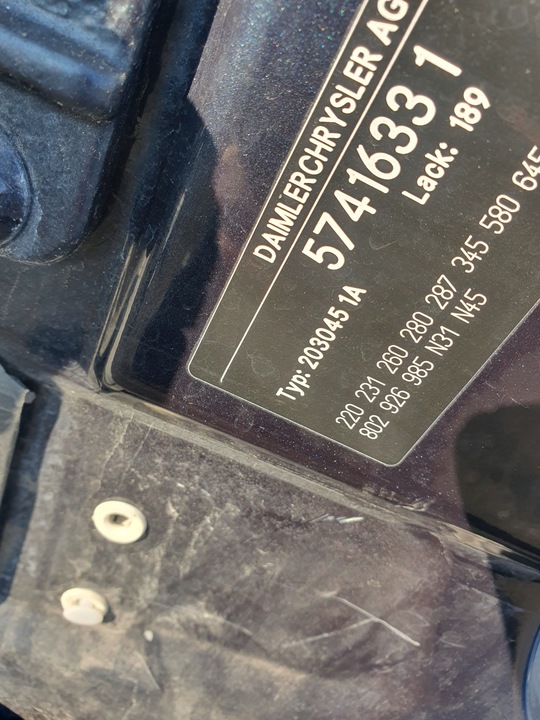 DAIMLERCHRYSLER AG
5741633 1
Lack: 189
Typ: 203045 1A
220 231 260 280 287 345 580 645
802 926 985 N31 N45